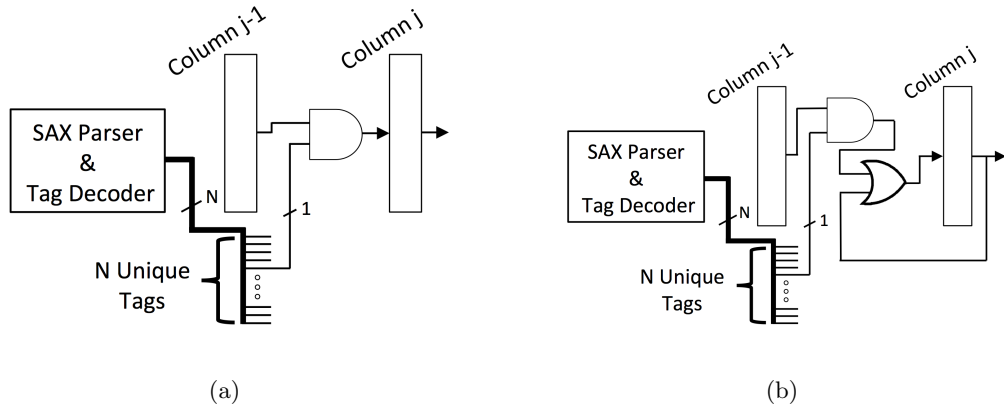 Column j-1
Column j
SAX Parser
&
Tag Decoder
N
1
N Unique
Tags
(a)
Column j-1
Column j
SAX Parser
&
Tag Decoder
N
1
N Unique
Tags
(b)